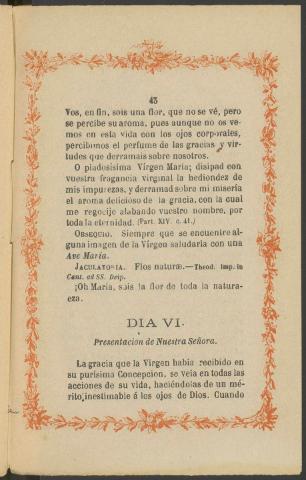 43
Vos, en fin, sois una flor, que no se vé, pero
se percibe su aroma, pues aunque no os ve-
mos en esta vida con los ojos corporales,
percibimos el perfume de las gracias y vir-
tudes que derramais sobre nosotros.
O piadosísima Vírgen Maria; disipad con
vuestra fragancia virginal la hediondez de
mis impurezas, y derramad sobre mi miseria
el aroma delicioso de la gracia, con la cual
me regocije alabando vuestro nombre, por
toda la eternidad. (Part. XIV. c. 41.)
OBSEQUIO. Siempre que se encuentre al-
guna imágen de la Vírgen saludarla con una
Ave Maria.
JACULATORIA. Flos naturæ.—Theod. Imp. in
Cant. ad SS. Deip.
¡Oh Maria, sois la flor de toda la natura-
eza.
DIA VI.
Presentacion de Nuestra Señora.
La gracia que la Vírgen habia recibido en
su purísima Concepcion, se veia en todas las
acciones de su vida, haciéndolas de un mé-
rito inestimable á los ojos de Dios. Cuando